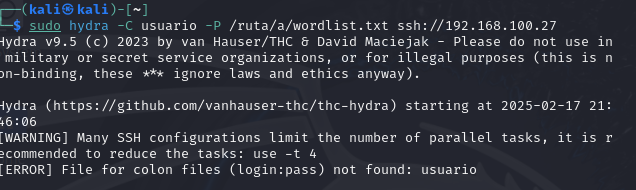 ┌──(kali㉿kali)-[~]
└─$ sudo hydra -C usuario -P /ruta/a/wordlist.txt ssh://192.168.100.27
Hydra v9.5 (c) 2023 by van Hauser/THC & David Maciejak - Please do not use in
 military or secret service organizations, or for illegal purposes (this is n
on-binding, these *** ignore laws and ethics anyway).

Hydra (https://github.com/vanhauser-thc/thc-hydra) starting at 2025-02-17 21:
46:06
[WARNING] Many SSH configurations limit the number of parallel tasks, it is r
ecommended to reduce the tasks: use -t 4
[ERROR] File for colon files (login:pass) not found: usuario